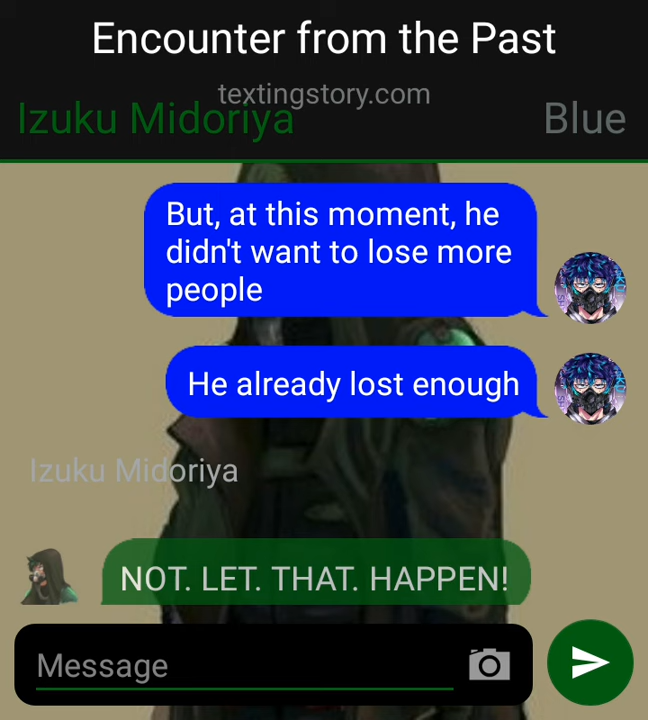 Encounter from the Past
textingstory.com
Izuku Midoriya
Blue
But, at this moment, he
didn't want to lose more
people
He already lost enough
Izuku Midoriya
NOT. LET. THAT. HAPPEN!
Message